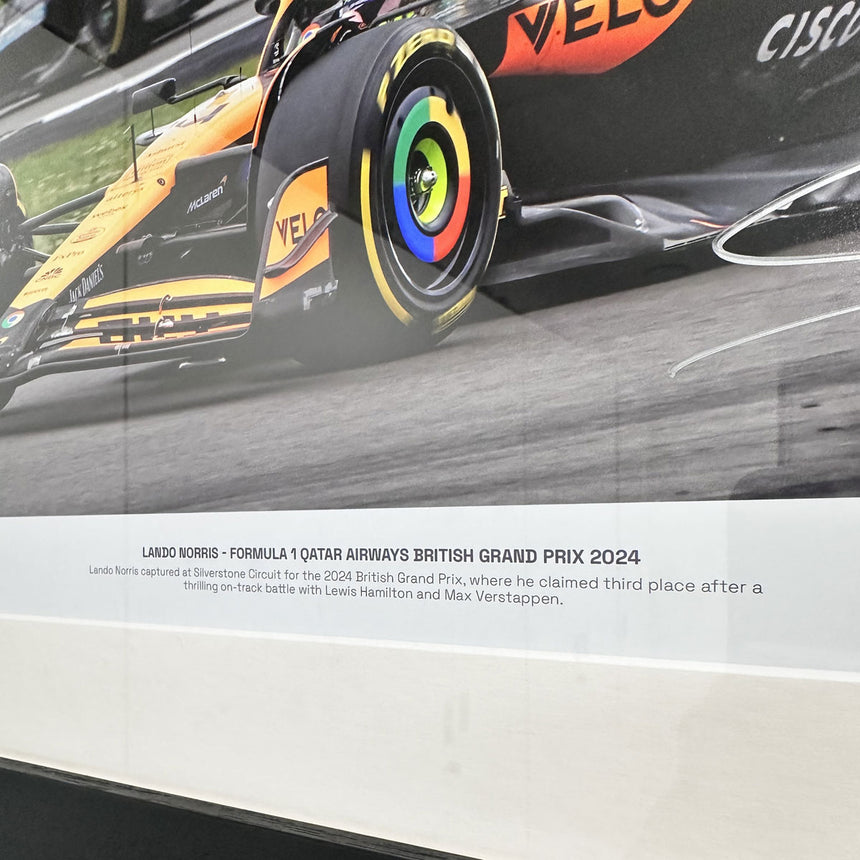 P ZERO
VELO
CISCO
McLaren
VELO
JACK DANIEL'S
LANDO NORRIS - FORMULA 1 QATAR AIRWAYS BRITISH GRAND PRIX 2024
Lando Norris captured at Silverstone Circuit for the 2024 British Grand Prix, where he claimed third place after a
thrilling on-track battle with Lewis Hamilton and Max Verstappen.